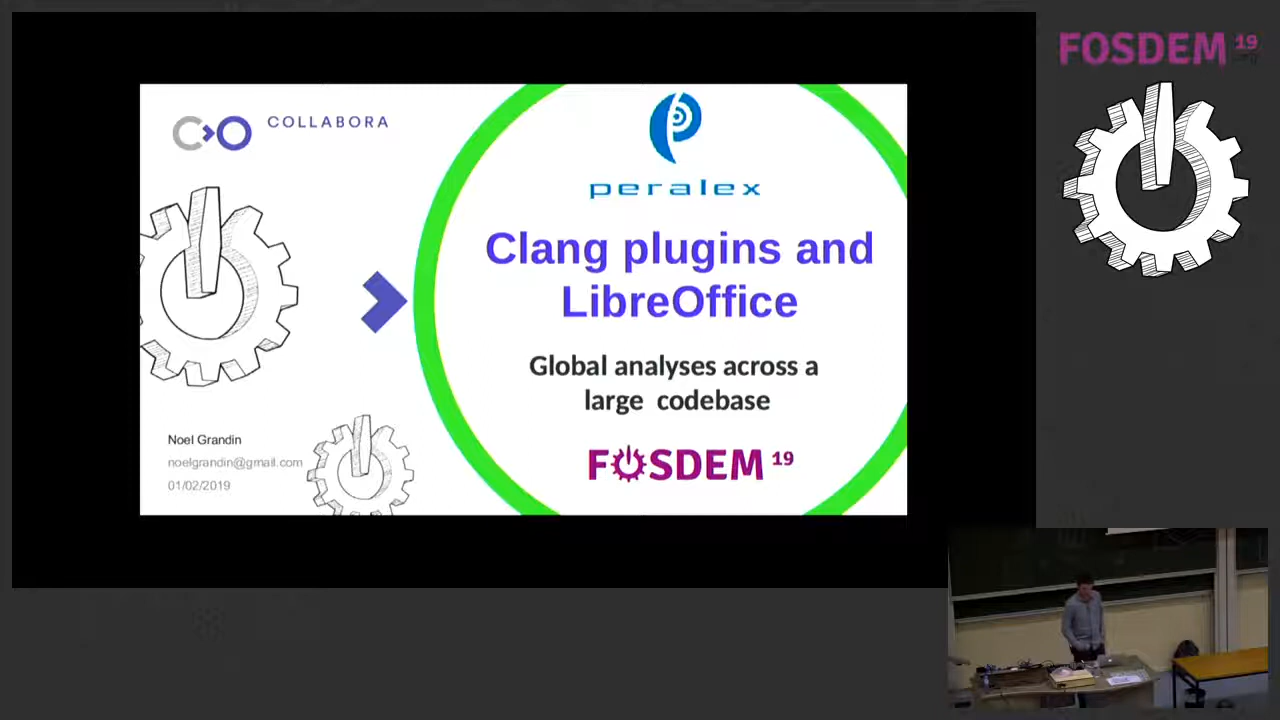 COLLABORA
peralex
Clang plugins and
LibreOffice
Global analyses across a
large codebase
FOSDEM 19
Noel Grandin
noelgrandin@gmail.com
01/02/2019
FOSDEM 19